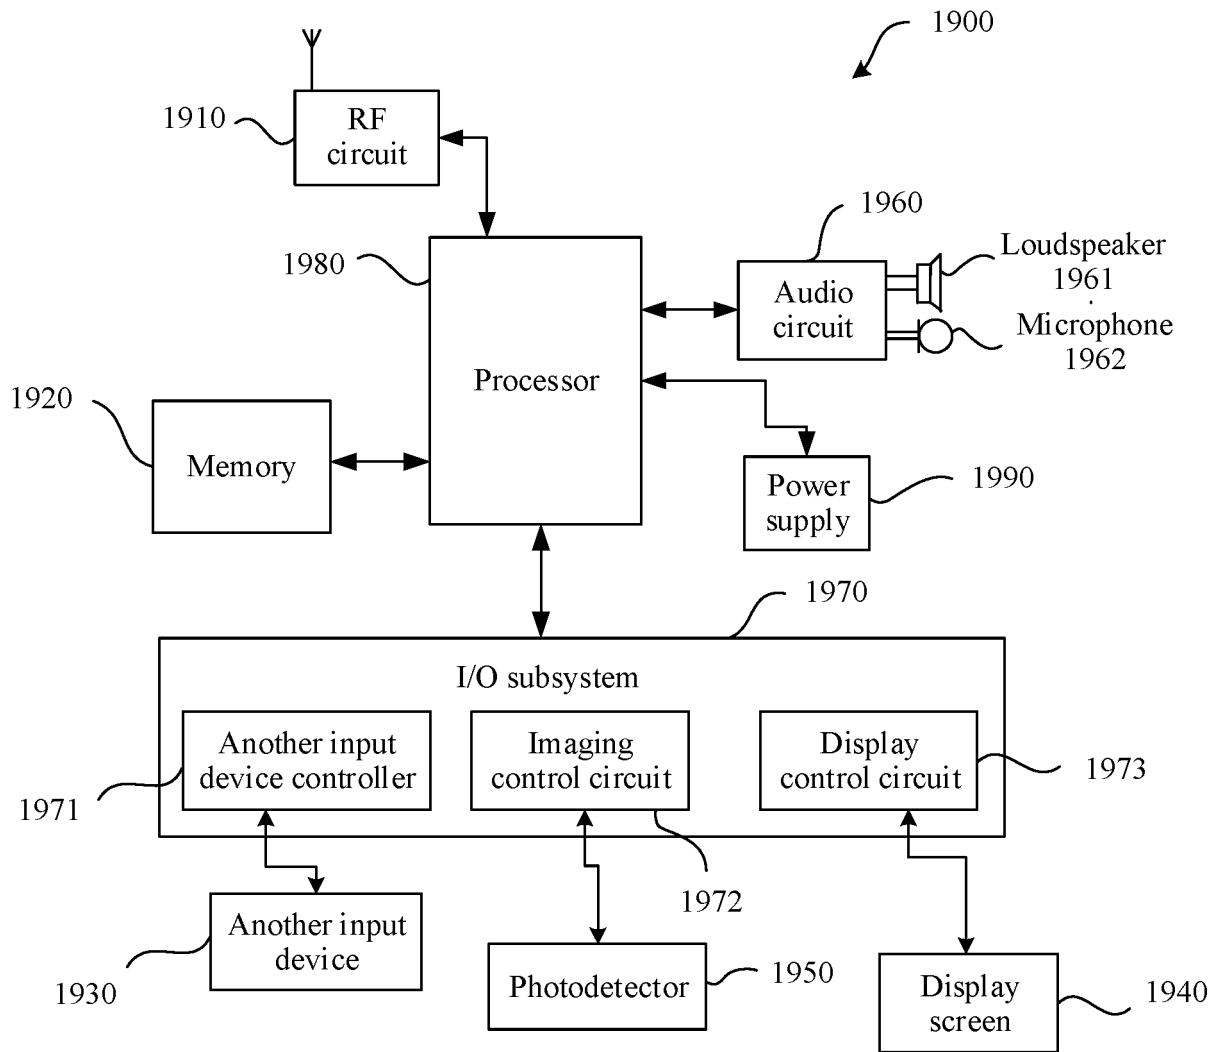 1900
1910
RF
circuit
1960
1980
Loudspeaker
1961
Audio
circuit
Microphone
1962
Processor
1920
Memory
1990
Power
supply
1970
I/O subsystem
Another input
device controller
Imaging
control circuit
Display
control circuit
1973
1971
1972
Another input
device
1930
1950
Photodetector
Display
screen
1940